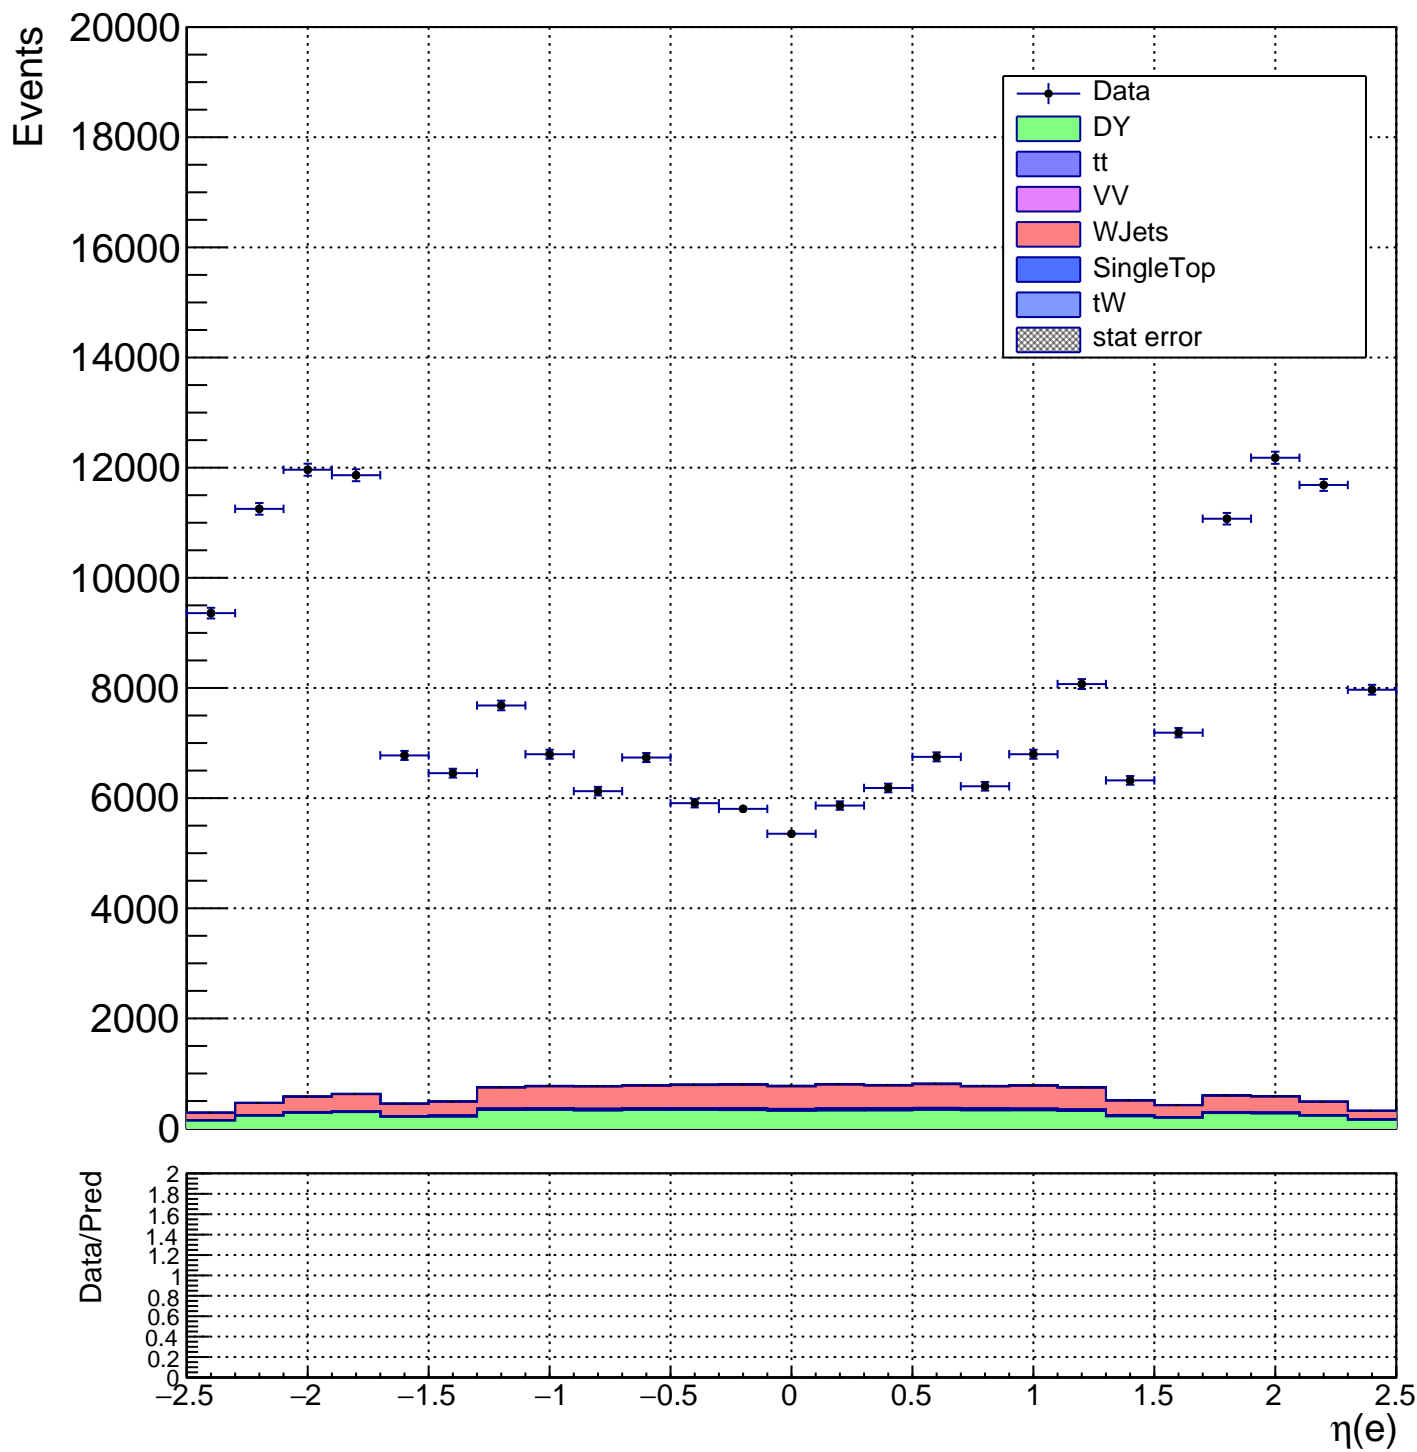 Events
20000
18000
16000
14000
12000
10000
8000
6000
4000
2000
0
Data
DY
tt
VV
WJets
SingleTop
tW
stat error
Data/Pred
2
1.8
1.6
1.4
1.2
1
0.8
0.6
0.4
0.2
0
−2.5 −2 −1.5 −1 −0.5 0 0.5 1 1.5 2 2.5
η(e)